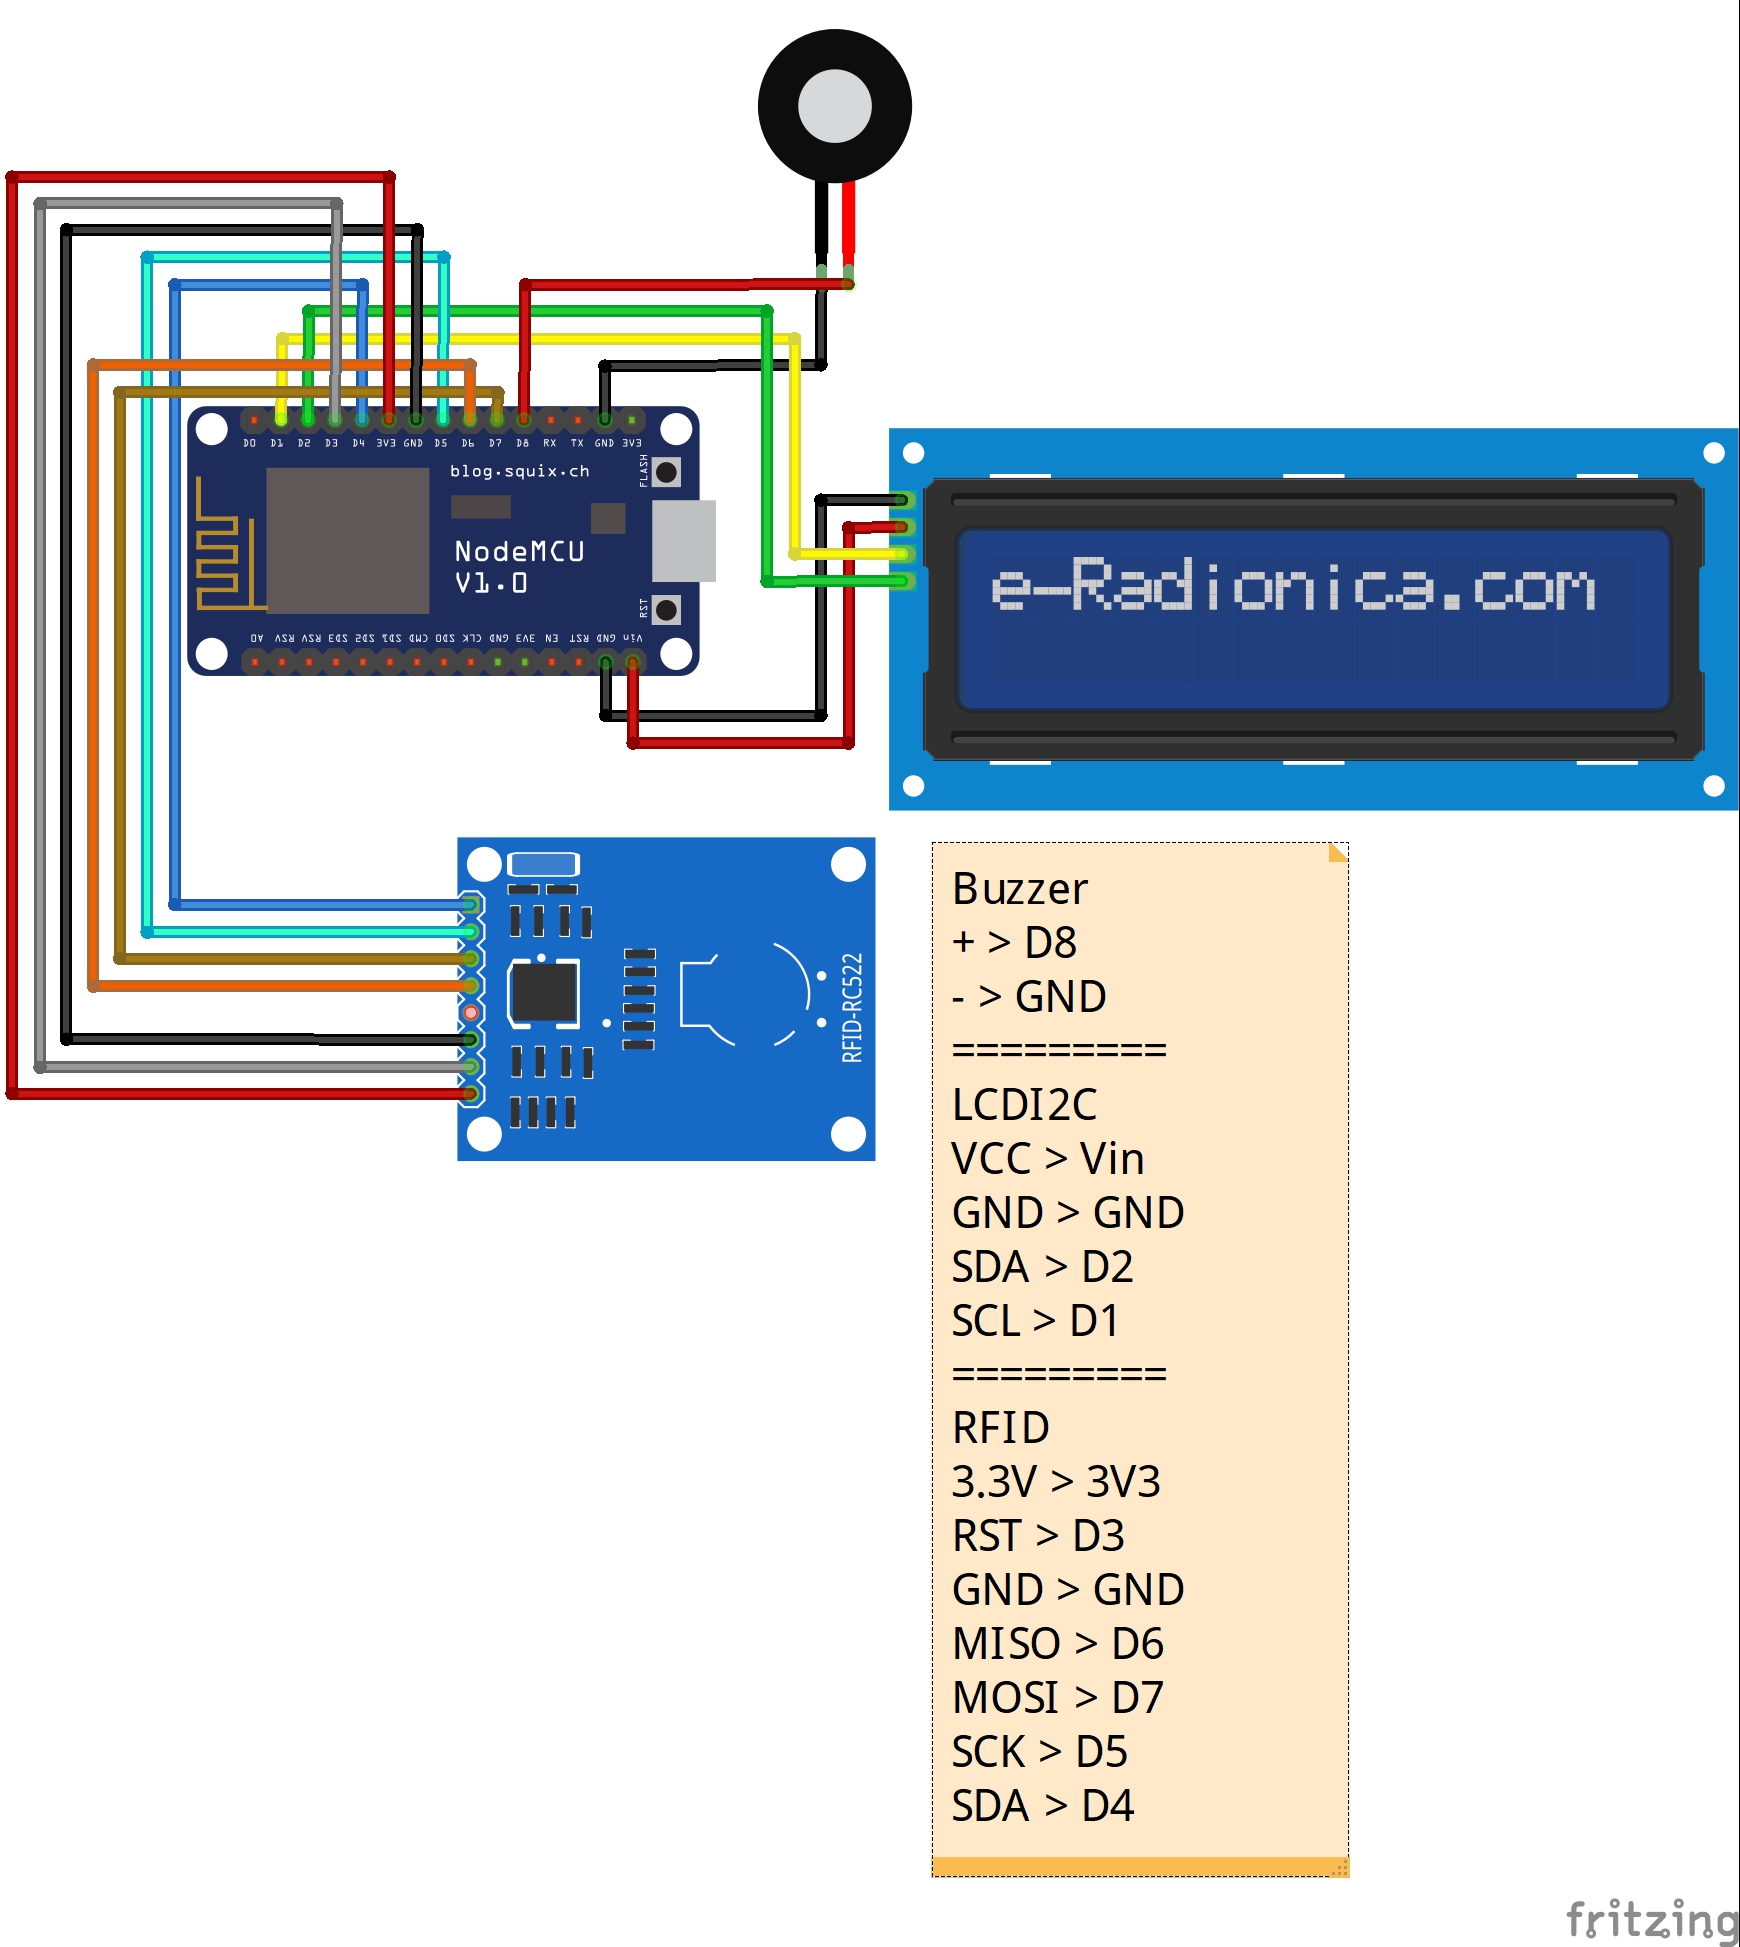 D0 D1 D2 D3 D4 3V3 GND D5 D6 D7 D8 RX TX GND 3V3
blog.squix.ch
FLASH
NodeMCU
V1.0
RST
A0 RSV RSV SD3 SD2 SD1 CMD SD0 CLK GND 3V3 EN RST GND Vin
e-Radionica.com
RFID-RC522
Buzzer
+ > D8
- > GND
=========
LCDI2C
VCC > Vin
GND > GND
SDA > D2
SCL > D1
=========
RFID
3.3V > 3V3
RST > D3
GND > GND
MISO > D6
MOSI > D7
SCK > D5
SDA > D4
fritzing